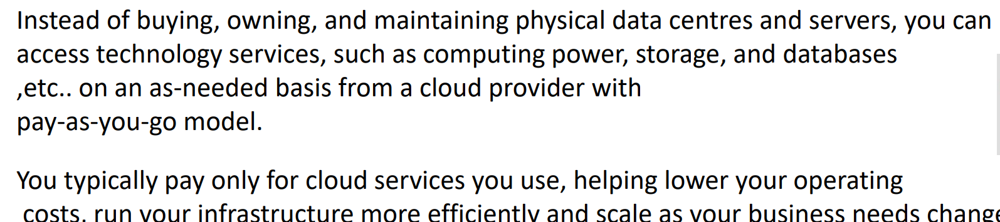 Instead of buying, owning, and maintaining physical data centres and servers, you can
access technology services, such as computing power, storage, and databases
,etc.. on an as-needed basis from a cloud provider with
pay-as-you-go model.
You typically pay only for cloud services you use, helping lower your operating
costs, run your infrastructure more efficiently and scale as your business needs change